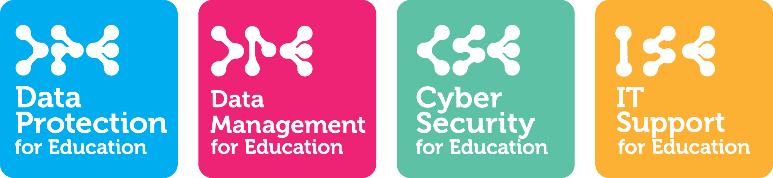 Data
Protection
for Education
Data
Management
for Education
Cyber
Security
for Education
IT
Support
for Education